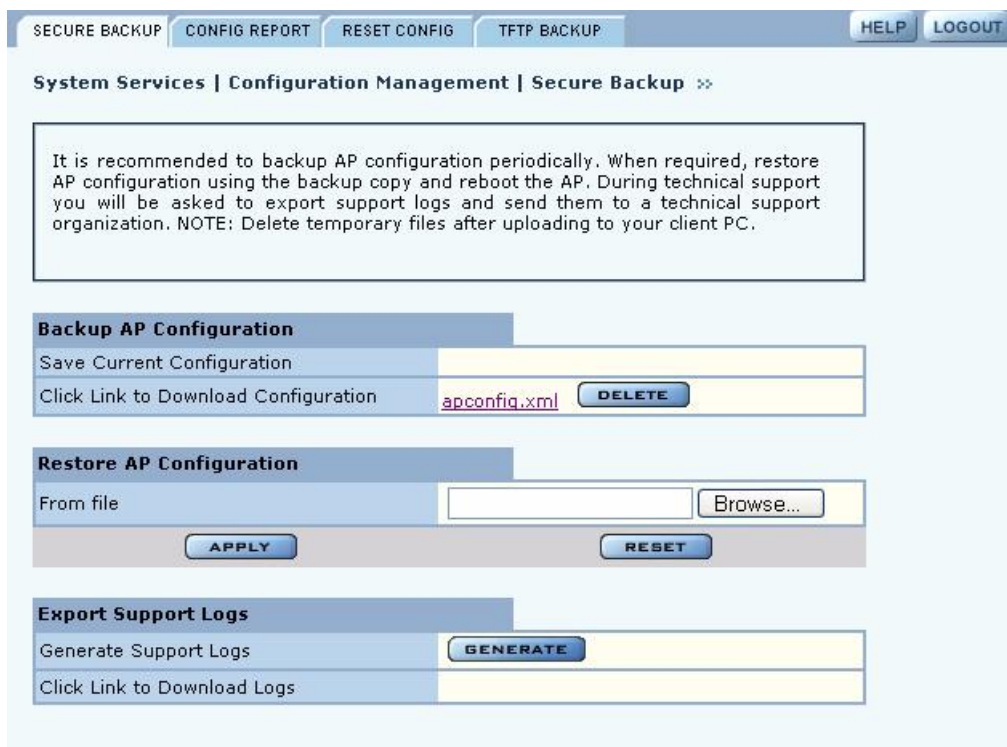 SECURE BACKUP CONFIG REPORT RESET CONFIG TFTP BACKUP HELP LOGOUT
System Services | Configuration Management | Secure Backup »
It is recommended to backup AP configuration periodically. When required, restore
AP configuration using the backup copy and reboot the AP. During technical support
you will be asked to export support logs and send them to a technical support
organization. NOTE: Delete temporary files after uploading to your client PC.
Backup AP Configuration
Save Current Configuration
Click Link to Download Configuration apconfig.xml DELETE
Restore AP Configuration
From file Browse...
APPLY RESET
Export Support Logs
Generate Support Logs GENERATE
Click Link to Download Logs